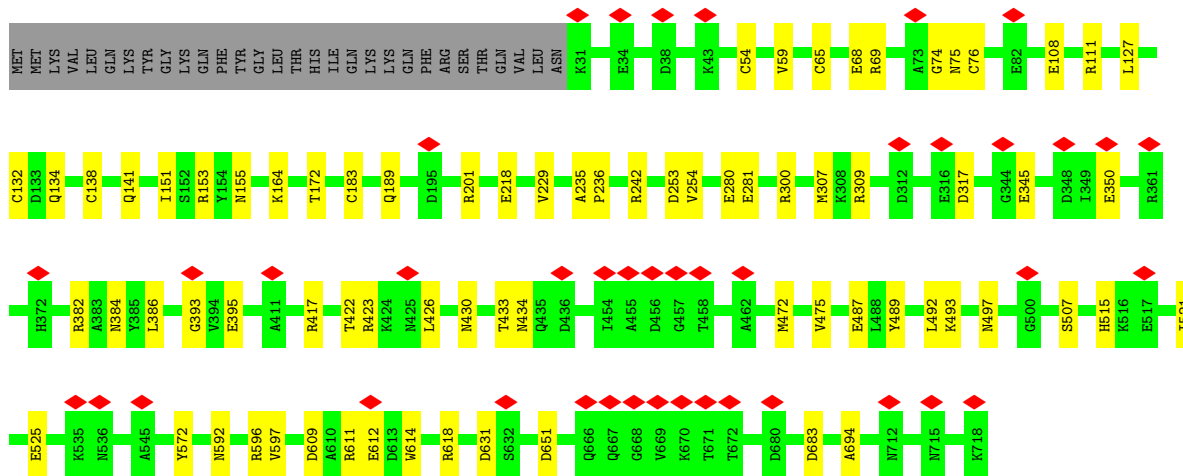 MET MET LYS VAL LEU GLN LYS TYR GLY LYS GLN PHE TYR GLY LEU THR HIS ILE GLN LYS LYS GLN PHE ARG SER THR GLN VAL LEU ASN K31 E34 D38 K43 C54 V59 C65 E68 R69 A73 G74 N75 C76 E82 E108 R111 L127
C132 D133 Q134 C138 Q141 I151 S152 R153 Y154 N155 K164 T172 C183 Q189 D195 R201 E218 V229 A235 P236 R242 D253 V254 E280 E281 R300 M307 K308 R309 D312 E316 D317 G344 E345 D348 I349 E350 R361
H372 R382 A383 N384 Y385 L386 G393 V394 E395 A411 R417 T422 R423 K424 N425 L426 N430 T433 N434 Q435 D436 I454 A455 D456 G457 T458 A462 M472 V475 E487 L488 Y489 L492 K493 N497 G500 S507 H515 K516 E517
E525 K535 N536 A545 Y572 N592 R596 V597 D609 A610 R611 E612 D613 W614 R618 D631 S632 D651 Q666 Q667 G668 V669 K670 T671 T672 D680 D683 A694 N712 N715 K718